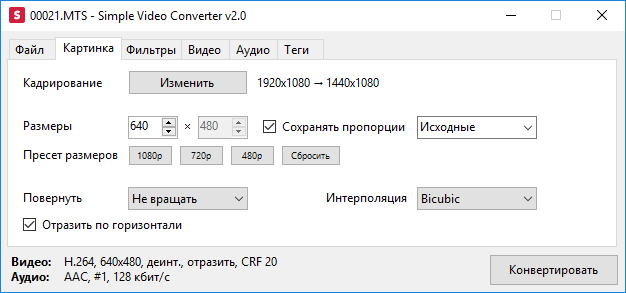 S 00021.MTS - Simple Video Converter v2.0
Файл Картинка Фильтры Видео Аудио Теги
Кадрирование Изменить 1920x1080 → 1440x1080
Размеры 640 × 480 Сохранять пропорции Исходные
Пресет размеров 1080p 720p 480p Сбросить
Повернуть Не вращать Интерполяция Bicubic
Отразить по горизонтали
Видео: H.264, 640x480, деинт., отразить, CRF 20
Аудио: AAC, #1, 128 кбит/с
Конвертировать